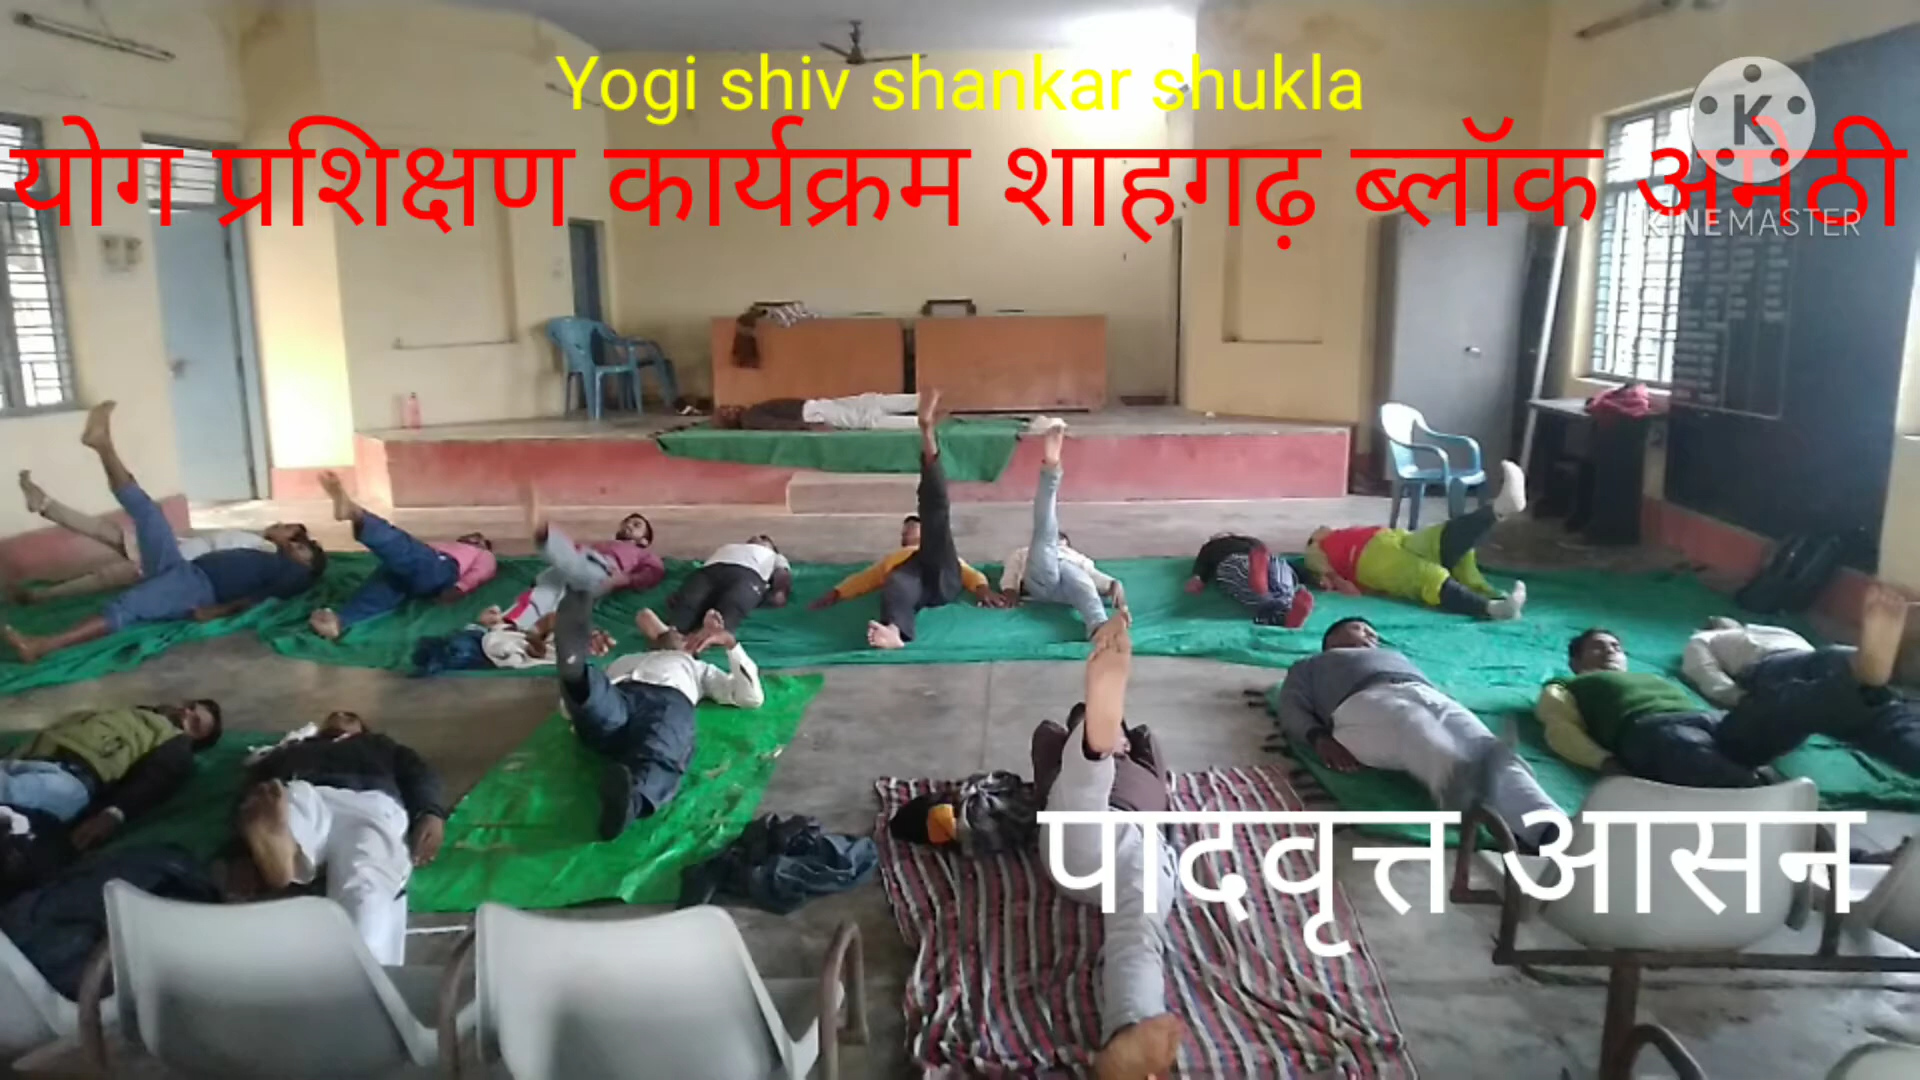 Yogi shiv shankar shukla
योग प्रशिक्षण कार्यक्रम शाहगढ़ ब्लॉक अमेठी
K
KINEMASTER
पादवृत्त आसन